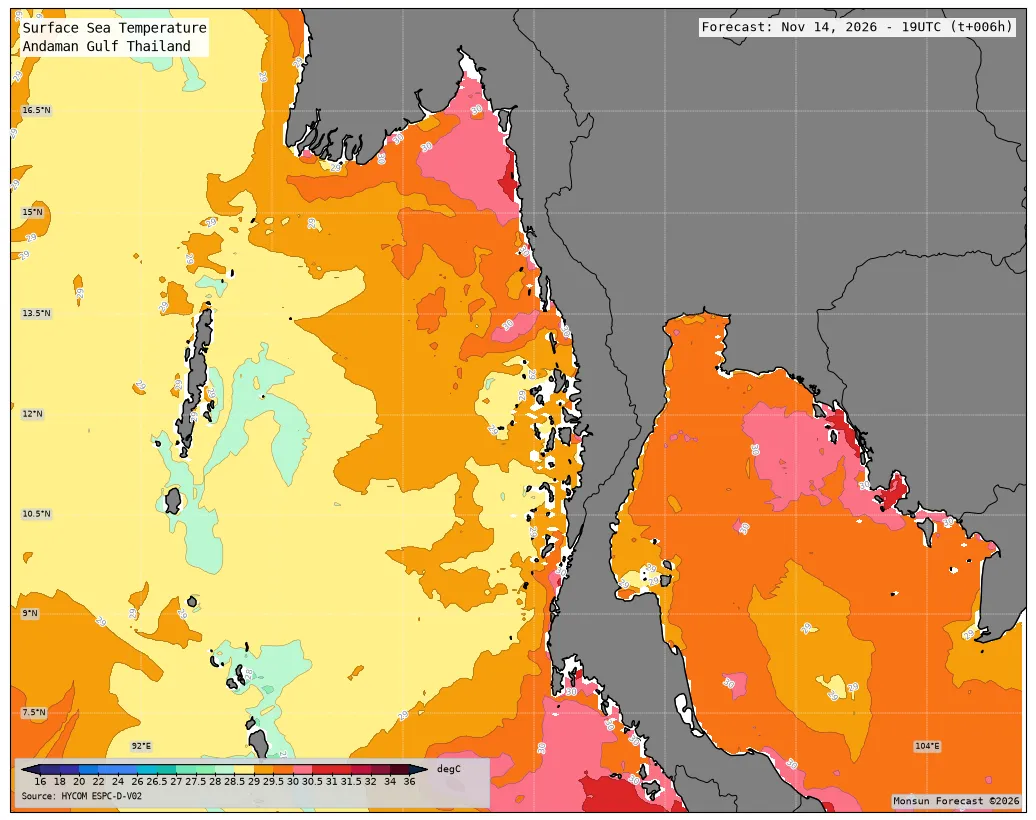 Surface Sea Temperature
Andaman Gulf Thailand
Forecast: Nov 14, 2026 - 19UTC (t+006h)
16.5°N
15°N
13.5°N
12°N
10.5°N
9°N
7.5°N
92°E
104°E
16 18 20 22 24 26 26.5 27 27.5 28 28.5 29 29.5 30 30.5 31 31.5 32 34 36
degC
Source: HYCOM ESPC-D-V02
Monsun Forecast ©2026